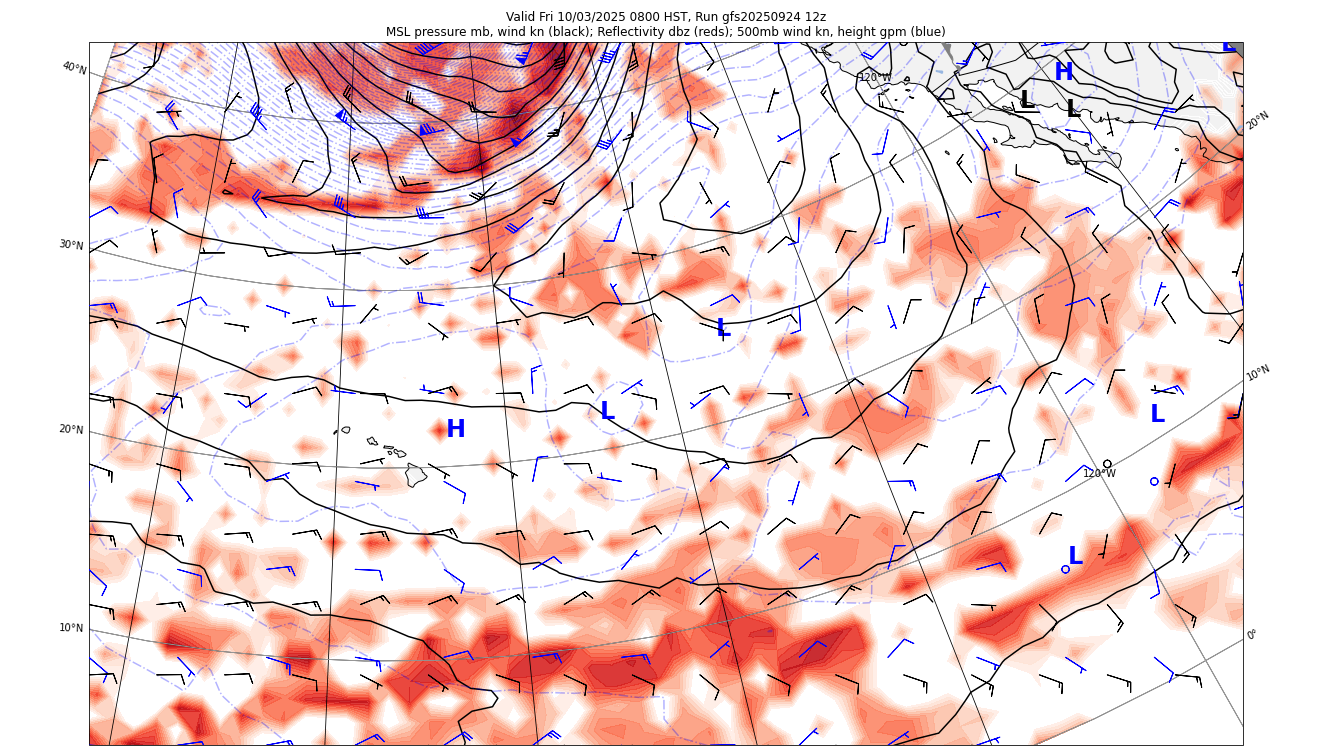 Valid Fri 10/03/2025 0800 HST, Run gfs20250924 12z
MSL pressure mb, wind kn (black); Reflectivity dbz (reds); 500mb wind kn, height gpm (blue)
L
40°N
H
120°W
L
L
20°N
30°N
L
10°N
L
L
20°N
H
120°W
L
10°N
0°